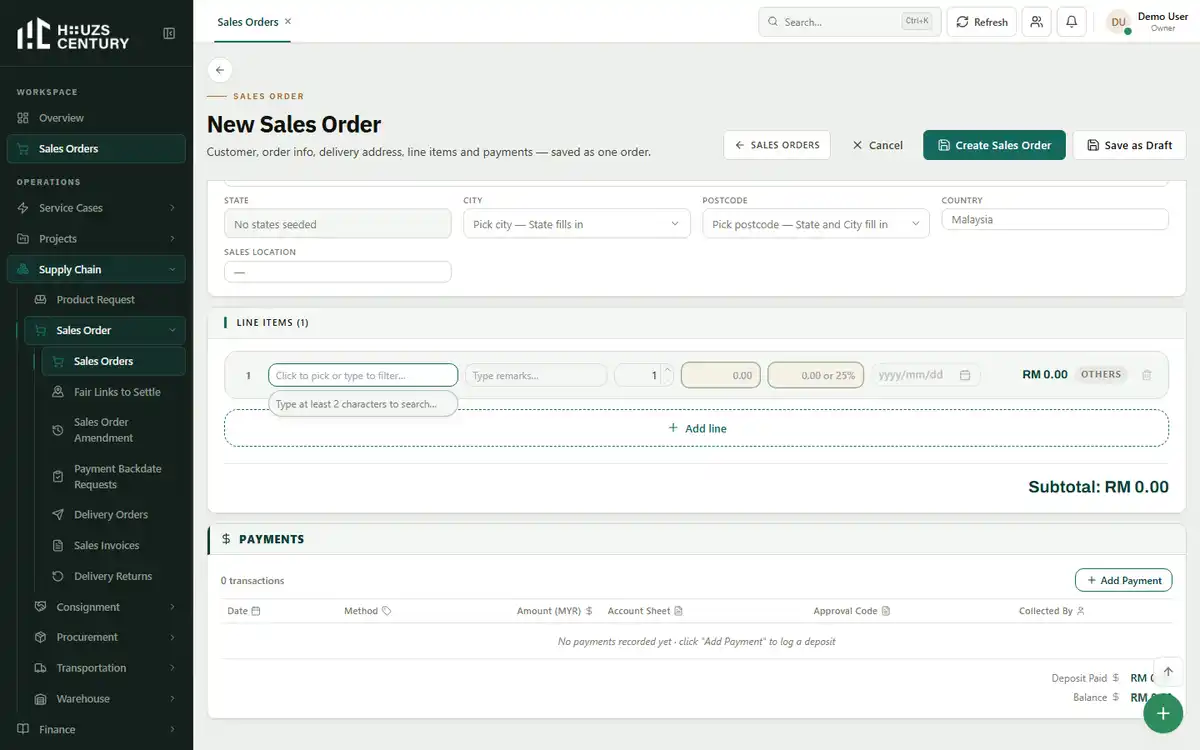 HOUZS
CENTURY
Sales Orders ×
Search...
Ctrl+K
Refresh
DU
Demo User
Owner
WORKSPACE
Overview
Sales Orders
OPERATIONS
Service Cases
Projects
Supply Chain
Product Request
Sales Order
Sales Orders
Fair Links to Settle
Sales Order
Amendment
Payment Backdate
Requests
Delivery Orders
Sales Invoices
Delivery Returns
Consignment
Procurement
Transportation
Warehouse
Finance
SALES ORDER
New Sales Order
Customer, order info, delivery address, line items and payments — saved as one order.
← SALES ORDERS
× Cancel
Create Sales Order
Save as Draft
STATE
No states seeded
CITY
Pick city — State fills in
POSTCODE
Pick postcode — State and City fill in
COUNTRY
Malaysia
SALES LOCATION
—
LINE ITEMS (1)
1
Click to pick or type to filter...
Type remarks...
1
0.00
0.00 or 25%
yyyy/mm/dd
RM 0.00
OTHERS
Type at least 2 characters to search...
+ Add line
Subtotal: RM 0.00
$ PAYMENTS
0 transactions
+ Add Payment
Date
Method
Amount (MYR) $
Account Sheet
Approval Code
Collected By
No payments recorded yet · click "Add Payment" to log a deposit
Deposit Paid $
RM
Balance $
RM